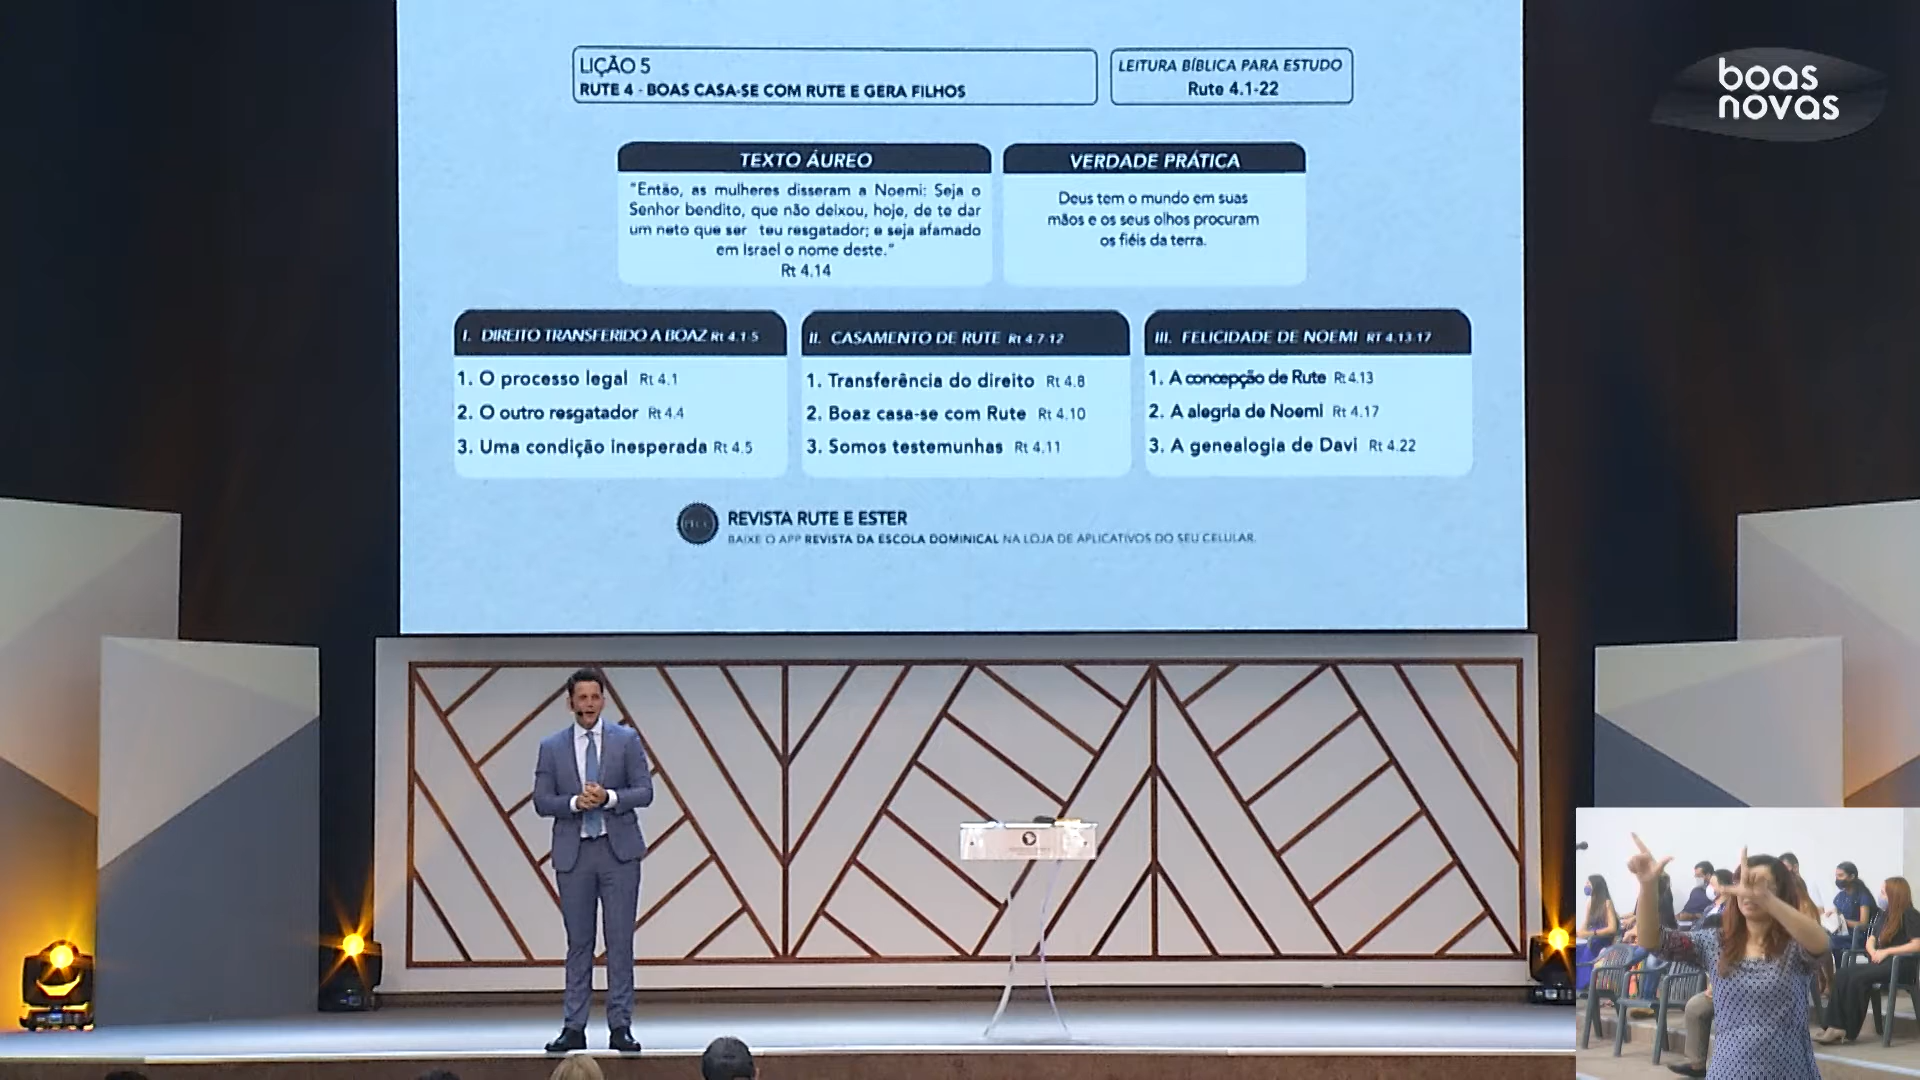 LIÇÃO 5
RUTE 4 - BOAS CASA-SE COM RUTE E GERA FILHOS
LEITURA BÍBLICA PARA ESTUDO
Rute 4.1-22
boas
novas
TEXTO ÁUREO
"Então, as mulheres disseram a Noemi: Seja o
Senhor bendito, que não deixou, hoje, de te dar
um neto que ser teu resgatador; e seja afamado
em Israel o nome deste."
Rt 4.14
VERDADE PRÁTICA
Deus tem o mundo em suas
mãos e os seus olhos procuram
os fiéis da terra.
I. DIREITO TRANSFERIDO A BOAZ Rt 4.1-5
1. O processo legal Rt 4.1
2. O outro resgatador Rt 4.4
3. Uma condição inesperada Rt 4.5
II. CASAMENTO DE RUTE Rt 4.7-12
1. Transferência do direito Rt 4.8
2. Boaz casa-se com Rute Rt 4.10
3. Somos testemunhas Rt 4.11
III. FELICIDADE DE NOEMI RT 4.13-17
1. A concepção de Rute Rt 4.13
2. A alegria de Noemi Rt 4.17
3. A genealogia de Davi Rt 4.22
REVISTA RUTE E ESTER
BAIXE O APP REVISTA DA ESCOLA DOMINICAL NA LOJA DE APLICATIVOS DO SEU CELULAR.